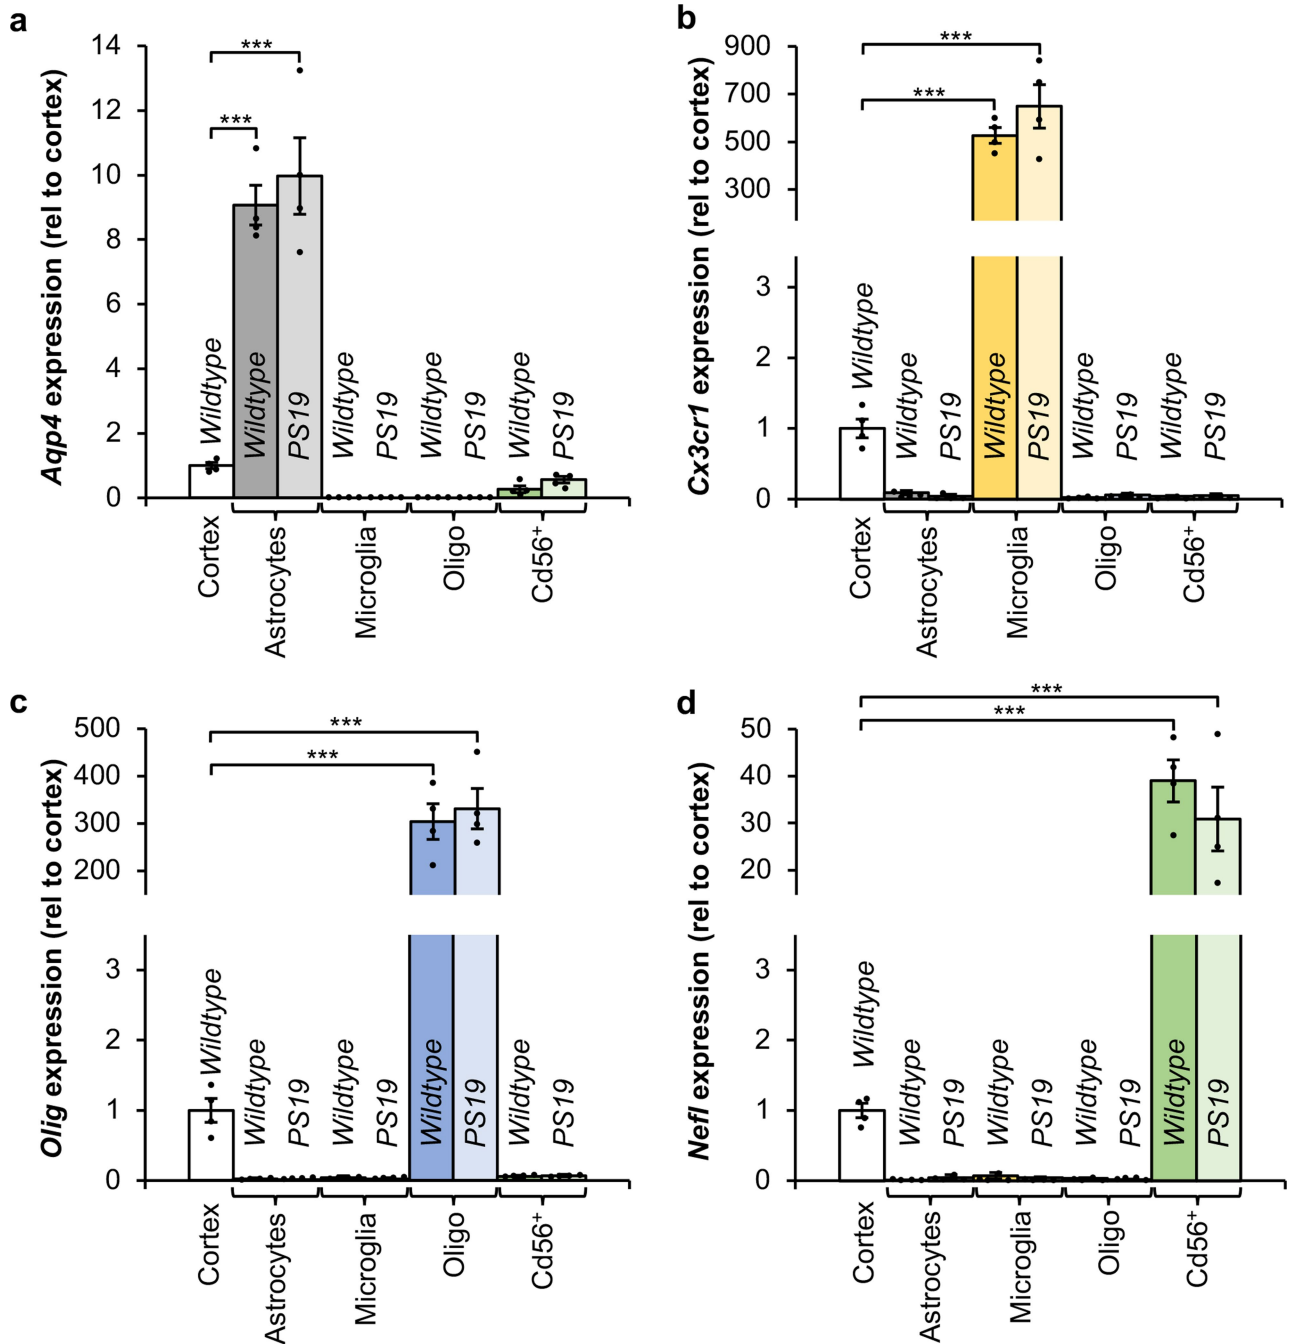 a
Aqp4 expression (rel to cortex)
14
12
10
8
6
4
2
0
***
***
Wildtype
Wildtype
PS19
Wildtype
PS19
Wildtype
PS19
Wildtype
PS19
Cortex
Astrocytes
Microglia
Oligo
Cd56+
b
Cx3cr1 expression (rel to cortex)
900
700
500
300
3
2
1
0
***
***
Wildtype
Wildtype
PS19
Wildtype
PS19
Wildtype
PS19
Wildtype
PS19
Cortex
Astrocytes
Microglia
Oligo
Cd56+
c
Olig expression (rel to cortex)
500
400
300
200
3
2
1
0
***
***
Wildtype
Wildtype
PS19
Wildtype
PS19
Wildtype
PS19
Wildtype
PS19
Cortex
Astrocytes
Microglia
Oligo
Cd56+
d
Nefl expression (rel to cortex)
50
40
30
20
3
2
1
0
***
***
Wildtype
Wildtype
PS19
Wildtype
PS19
Wildtype
PS19
Wildtype
PS19
Cortex
Astrocytes
Microglia
Oligo
Cd56+